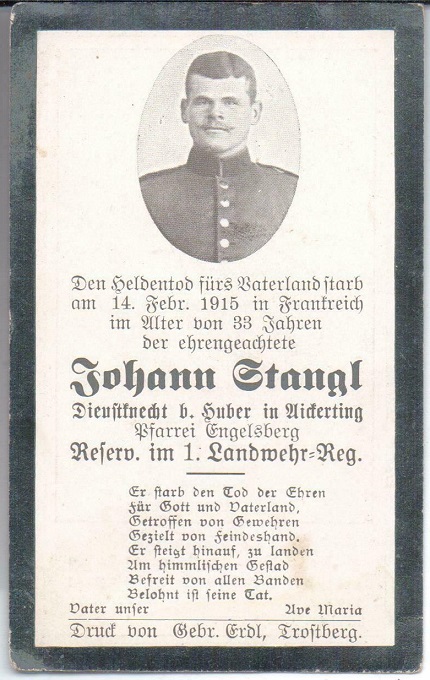 Den Heldentod fürs Vaterland starb
am 14. Febr. 1915 in Frankreich
im Alter von 33 Jahren
der ehrengeachtete
Johann Stangl
Dienstknecht b. Huber in Aickerting
Pfarrei Engelsberg
Reserv. im 1. Landwehr-Reg.
Er starb den Tod der Ehren
Für Gott und Vaterland,
Getroffen von Gewehren
Gezielt von Feindeshand.
Er steigt hinauf, zu landen
Am himmlischen Gestad
Befreit von allen Banden
Belohnt ist seine Tat.
Vater unser Ave Maria
Druck von Gebr. Erdl, Trostberg.